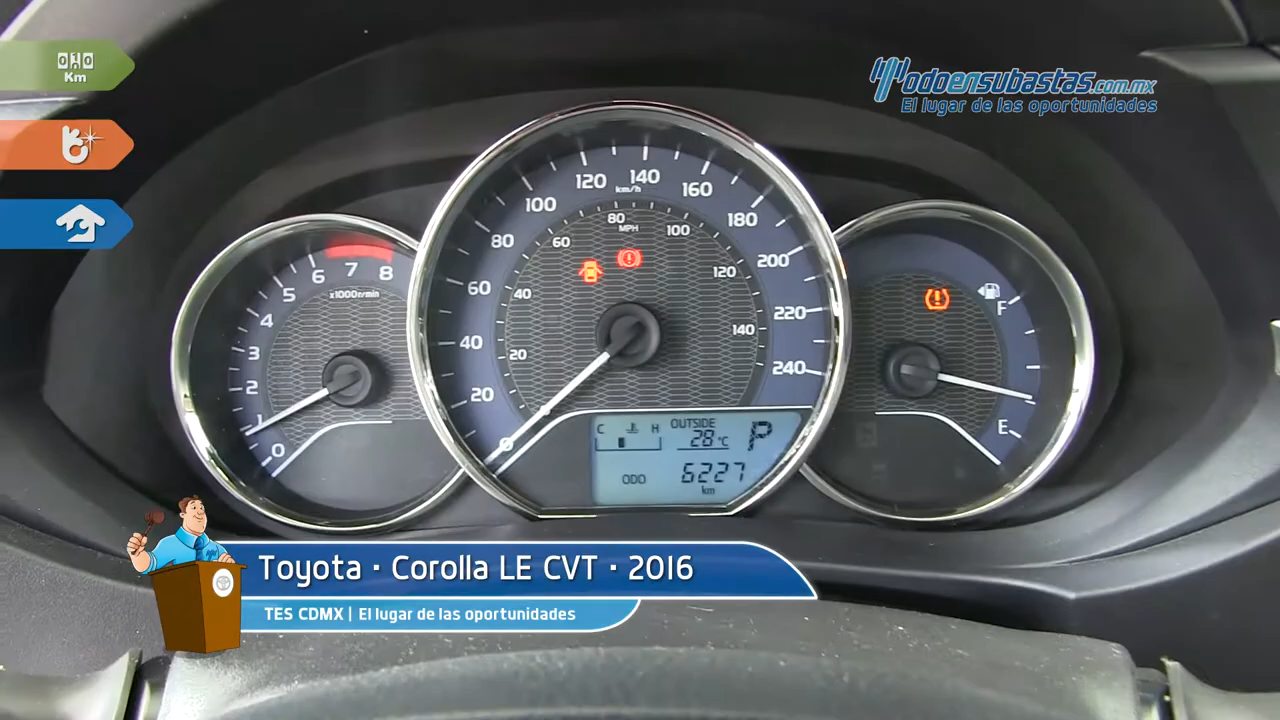 010
Km
todoensubastas.com.mx
El lugar de las oportunidades
0 1 2 3 4 5 6 7 8
x1000r/min
0 20 40 60 80 100 120 140 160 180 200 220 240
km/h
20 40 60 80 100 120 140
MPH
F
E
C H
OUTSIDE
28°C
P
ODO
6227
km
Toyota · Corolla LE CVT · 2016
TES CDMX | El lugar de las oportunidades